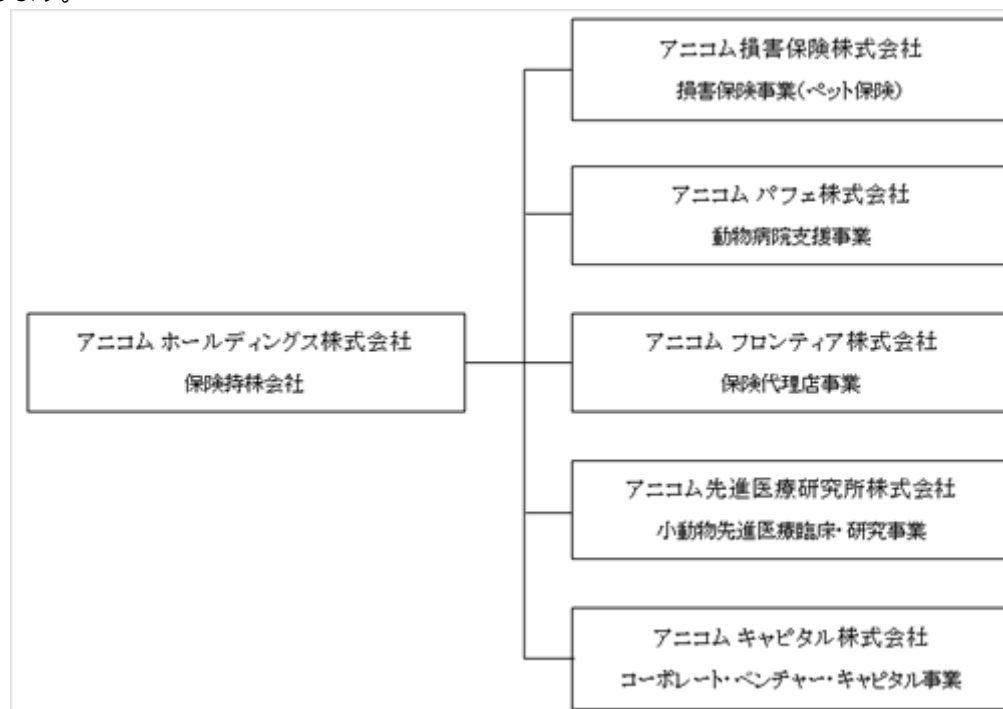 します。
アニコム損害保険株式会社
損害保険事業(ペット保険)
アニコム パフェ株式会社
動物病院支援事業
アニコム ホールディングス株式会社
保険持株会社
アニコム フロンティア株式会社
保険代理店事業
アニコム先進医療研究所株式会社
小動物先進医療臨床・研究事業
アニコム キャピタル株式会社
コーポレート・ベンチャー・キャピタル事業